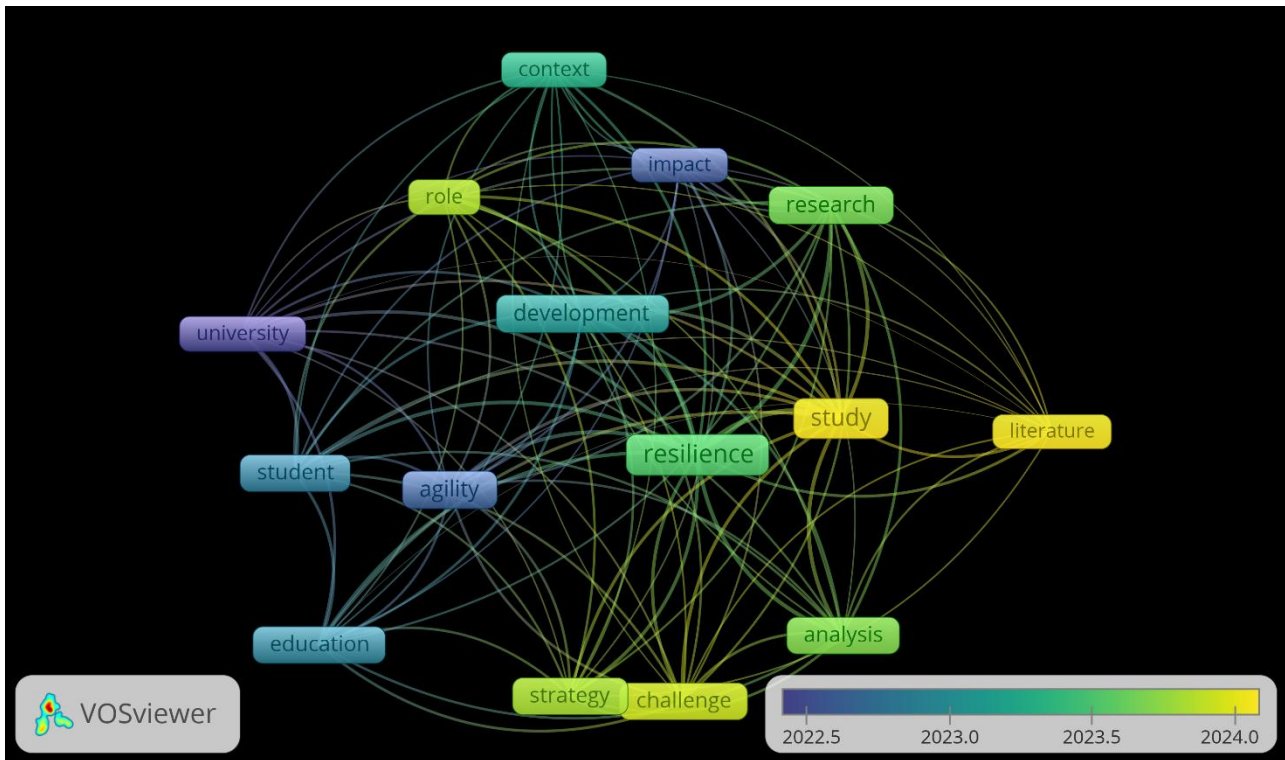 context
impact
role
research
development
university
study
literature
resilience
student
agility
analysis
education
strategy
challenge
VOSviewer
2022.5 2023.0 2023.5 2024.0